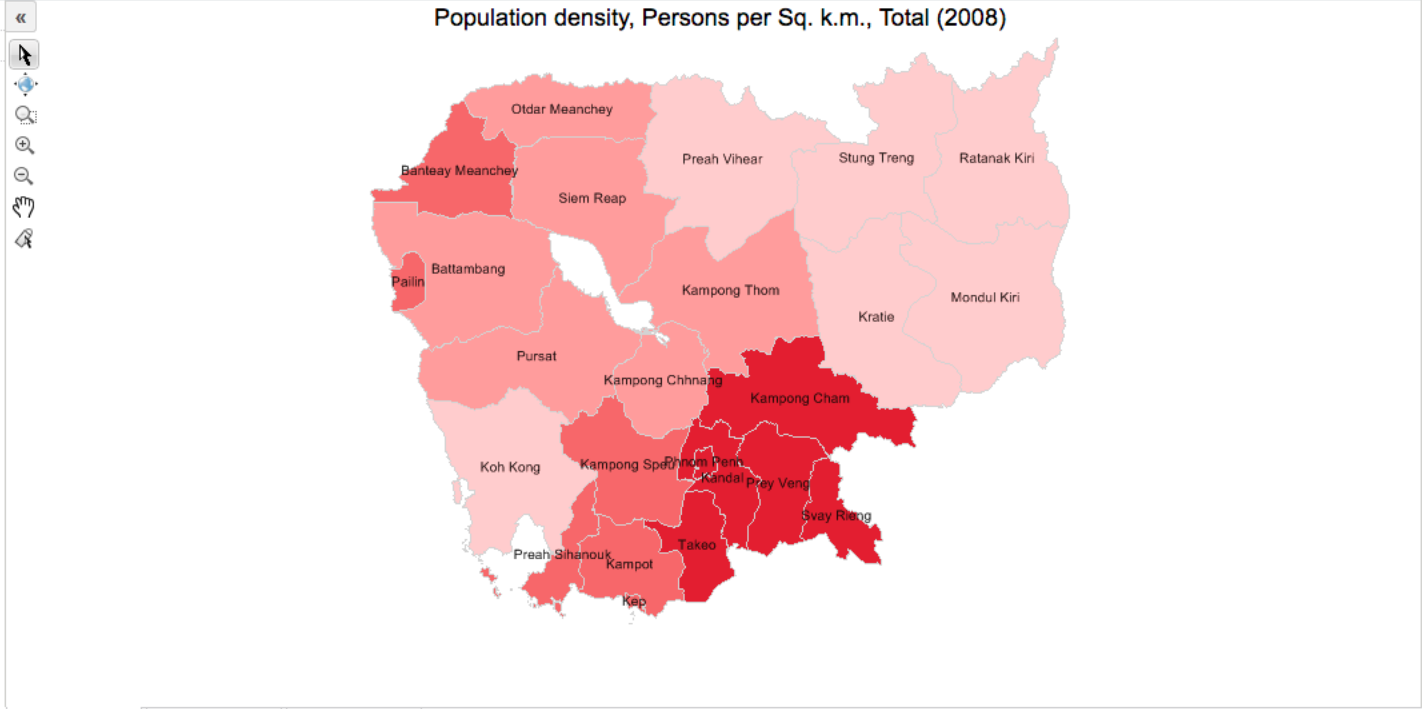 «
Population density, Persons per Sq. k.m., Total (2008)
Otdar Meanchey
Banteay Meanchey
Preah Vihear
Stung Treng
Ratanak Kiri
Siem Reap
Battambang
Pailin
Kampong Thom
Mondul Kiri
Kratie
Pursat
Kampong Chhnang
Kampong Cham
Koh Kong
Kampong Speu
Phnom Penh
Kandal
Prey Veng
Svay Rieng
Takeo
Preah Sihanouk
Kampot
Kep